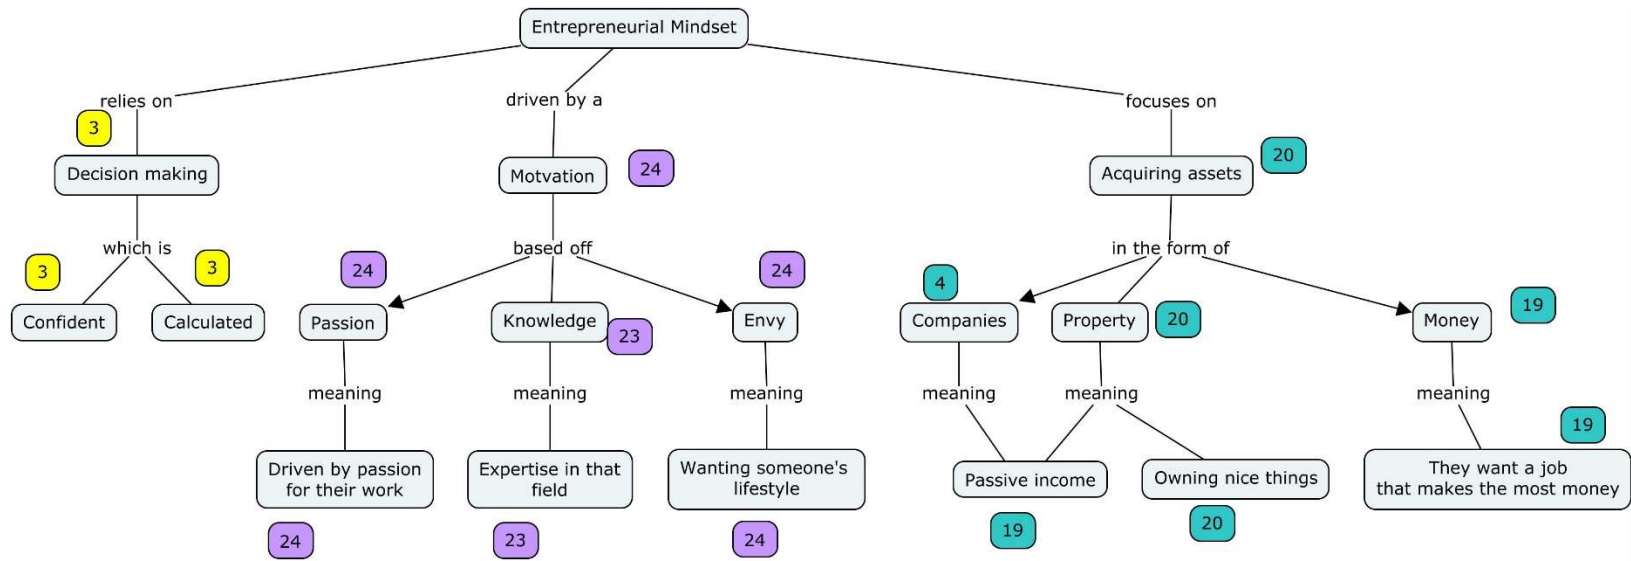 Entrepreneurial Mindset
relies on
driven by a
focuses on
3
Decision making
Motvation
24
Acquiring assets
20
which is
based off
in the form of
3
3
24
24
4
19
Confident
Calculated
Passion
Knowledge
23
Envy
Companies
Property
20
Money
meaning
meaning
meaning
meaning
meaning
meaning
19
Driven by passion
for their work
Expertise in that
field
Wanting someone's
lifestyle
Passive income
Owning nice things
They want a job
that makes the most money
24
23
24
19
20